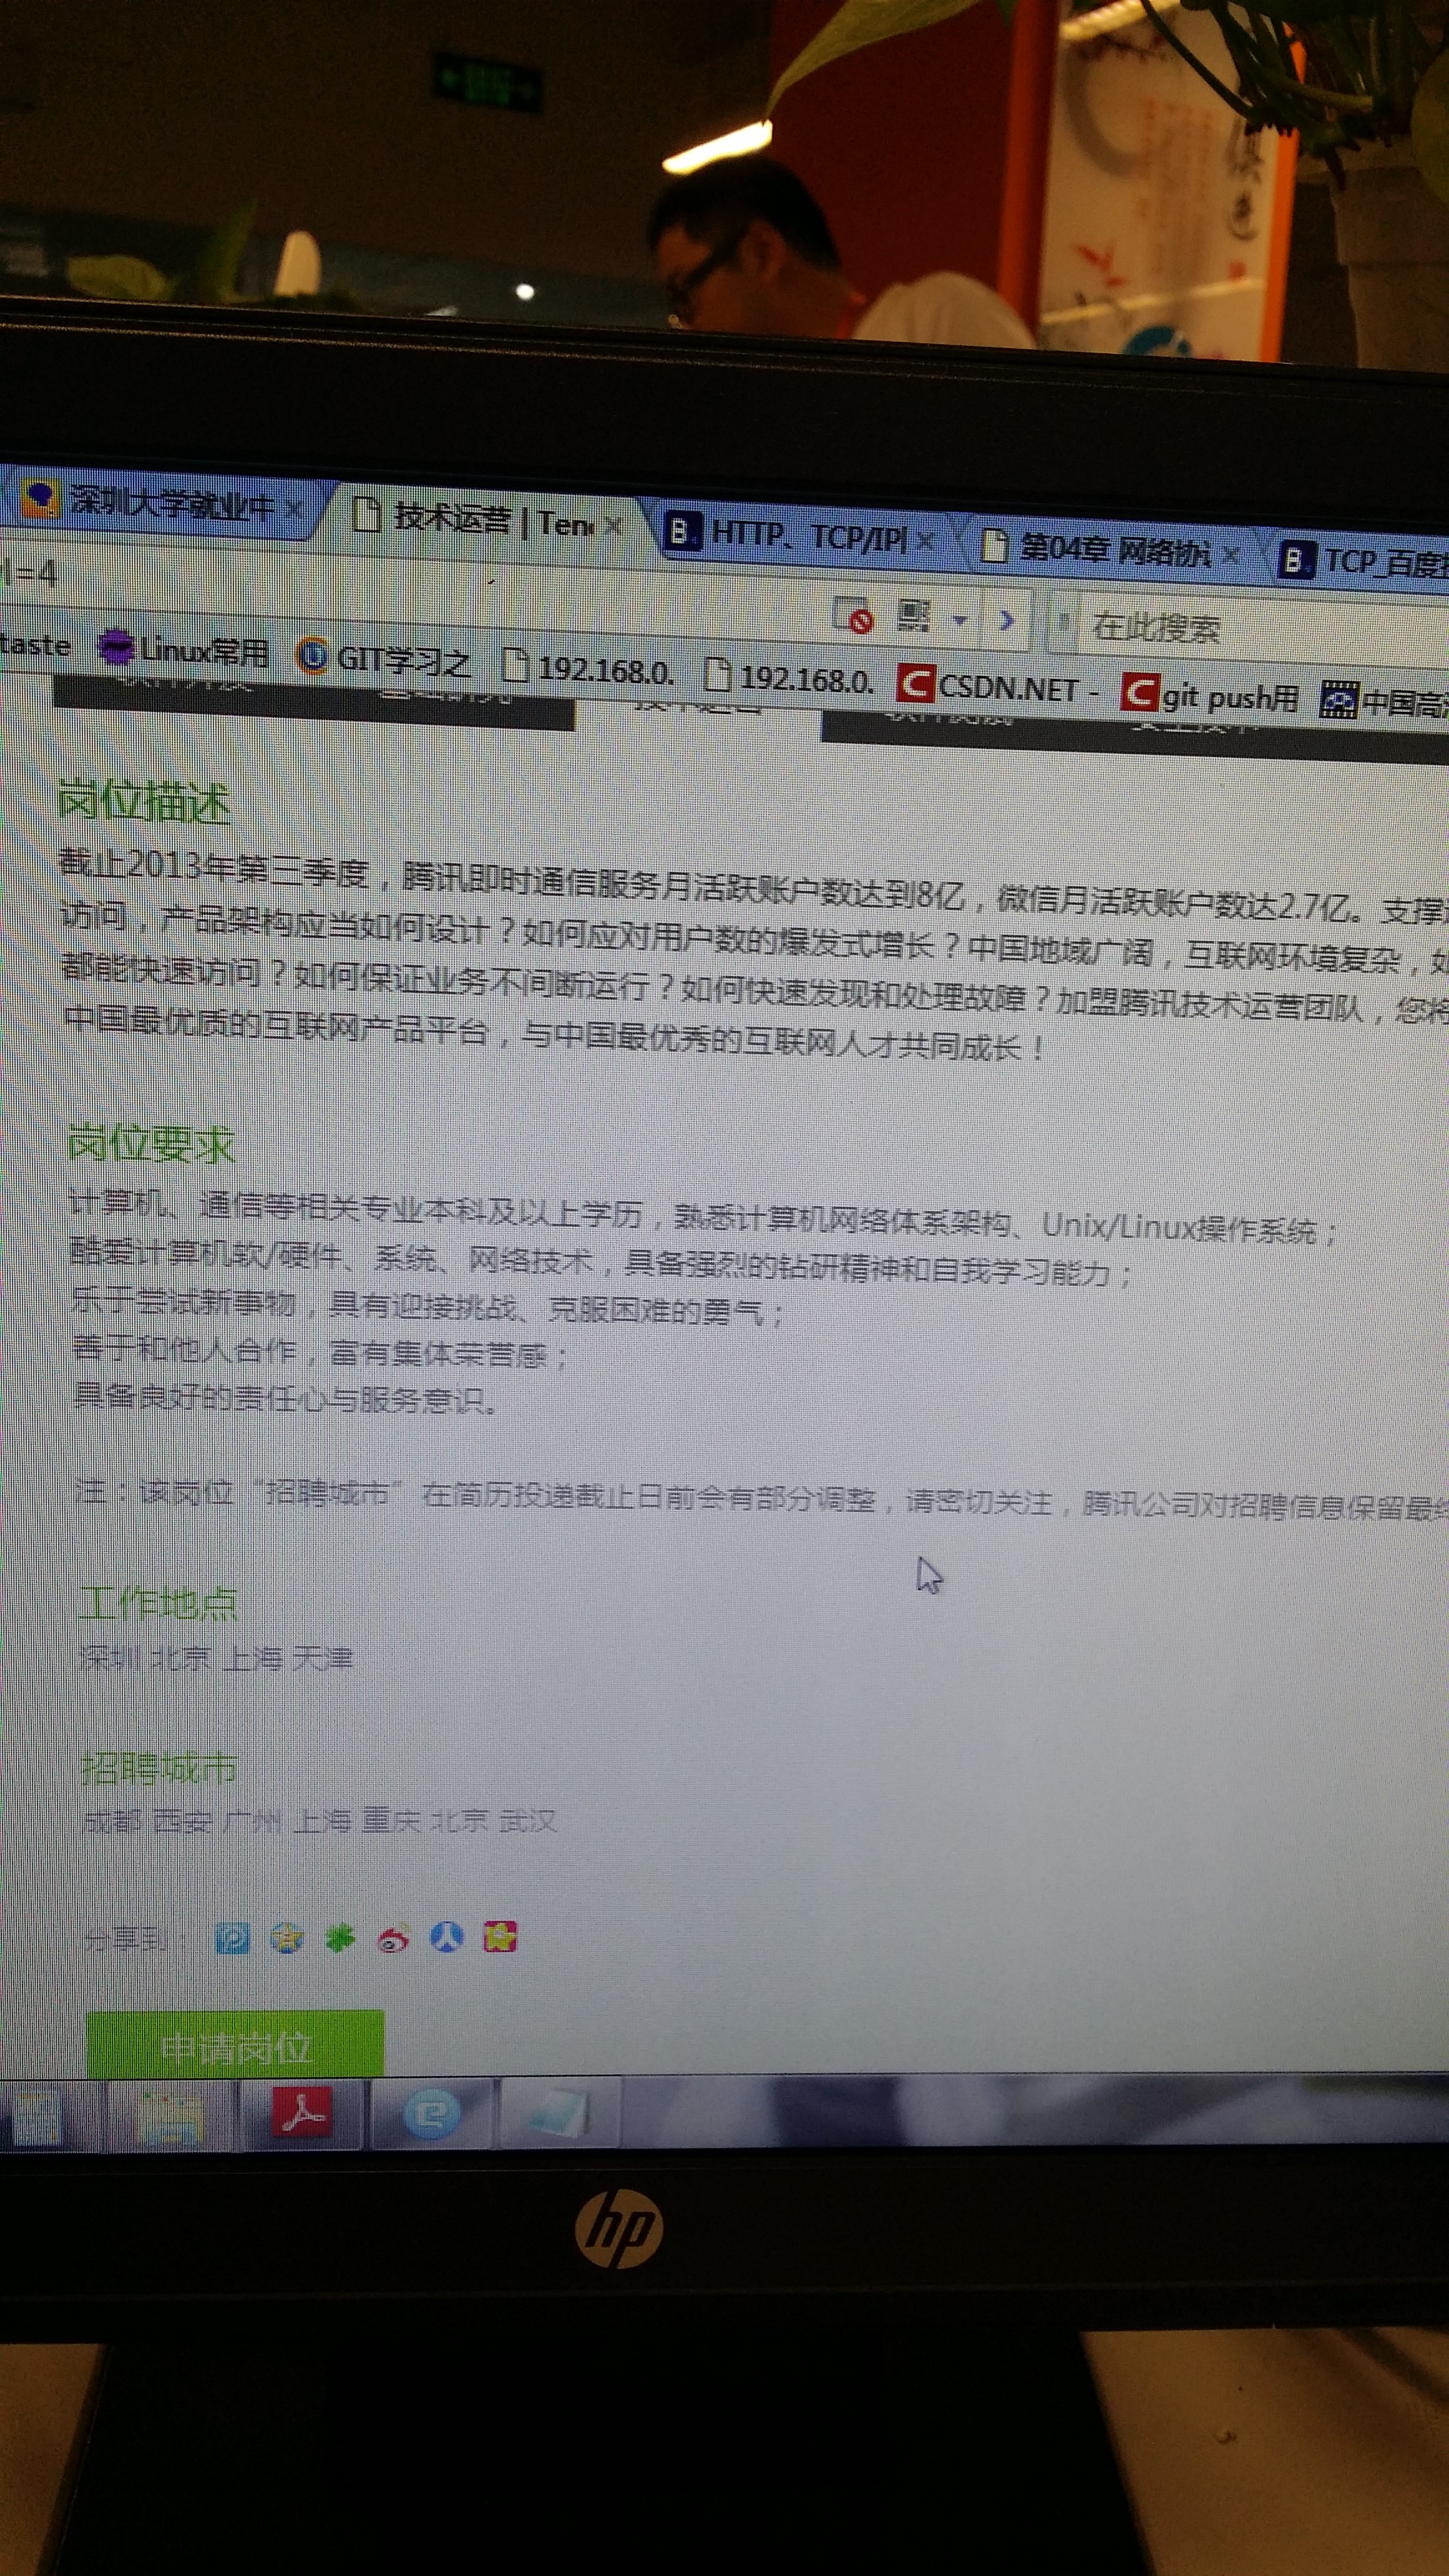 深圳大学就业中
技术运营 | Ten
HTTP、TCP/IP
第04章 网络协
TCP_百度
l=4
在此搜索
taste
Linux常用
GIT学习之
192.168.0.
192.168.0.
CSDN.NET -
git push用
中国高
岗位描述
截止2013年第三季度，腾讯即时通信服务月活跃账户数达到8亿，微信月活跃账户数达2.7亿。支撑
访问，产品架构应当如何设计？如何应对用户数的爆发式增长？中国地域广阔，互联网环境复杂，如
都能快速访问？如何保证业务不间断运行？如何快速发现和处理故障？加盟腾讯技术运营团队，您将
中国最优质的互联网产品平台，与中国最优秀的互联网人才共同成长！
岗位要求
计算机、通信等相关专业本科及以上学历，熟悉计算机网络体系架构、Unix/Linux操作系统；
酷爱计算机软/硬件、系统、网络技术，具备强烈的钻研精神和自我学习能力；
乐于尝试新事物，具有迎接挑战、克服困难的勇气；
善于和他人合作，富有集体荣誉感；
具备良好的责任心与服务意识。
注：该岗位“招聘城市”在简历投递截止日前会有部分调整，请密切关注，腾讯公司对招聘信息保留最终
工作地点
深圳 北京 上海 天津
招聘城市
成都 西安 广州 上海 重庆 北京 武汉
分享到：
申请岗位
hp